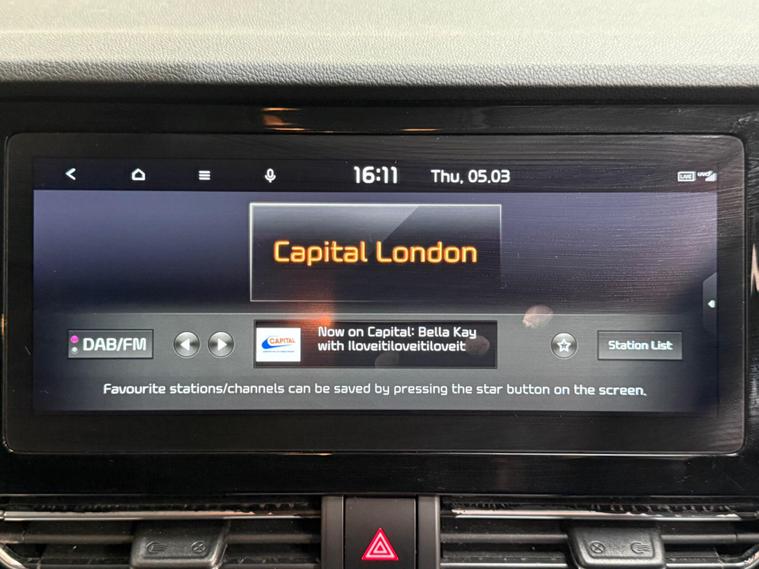 16:11 Thu, 05.03 LIVE
Capital London
DAB/FM
CAPITAL
Now on Capital: Bella Kay
with Iloveitiloveitiloveit
Station List
Favourite stations/channels can be saved by pressing the star button on the screen.